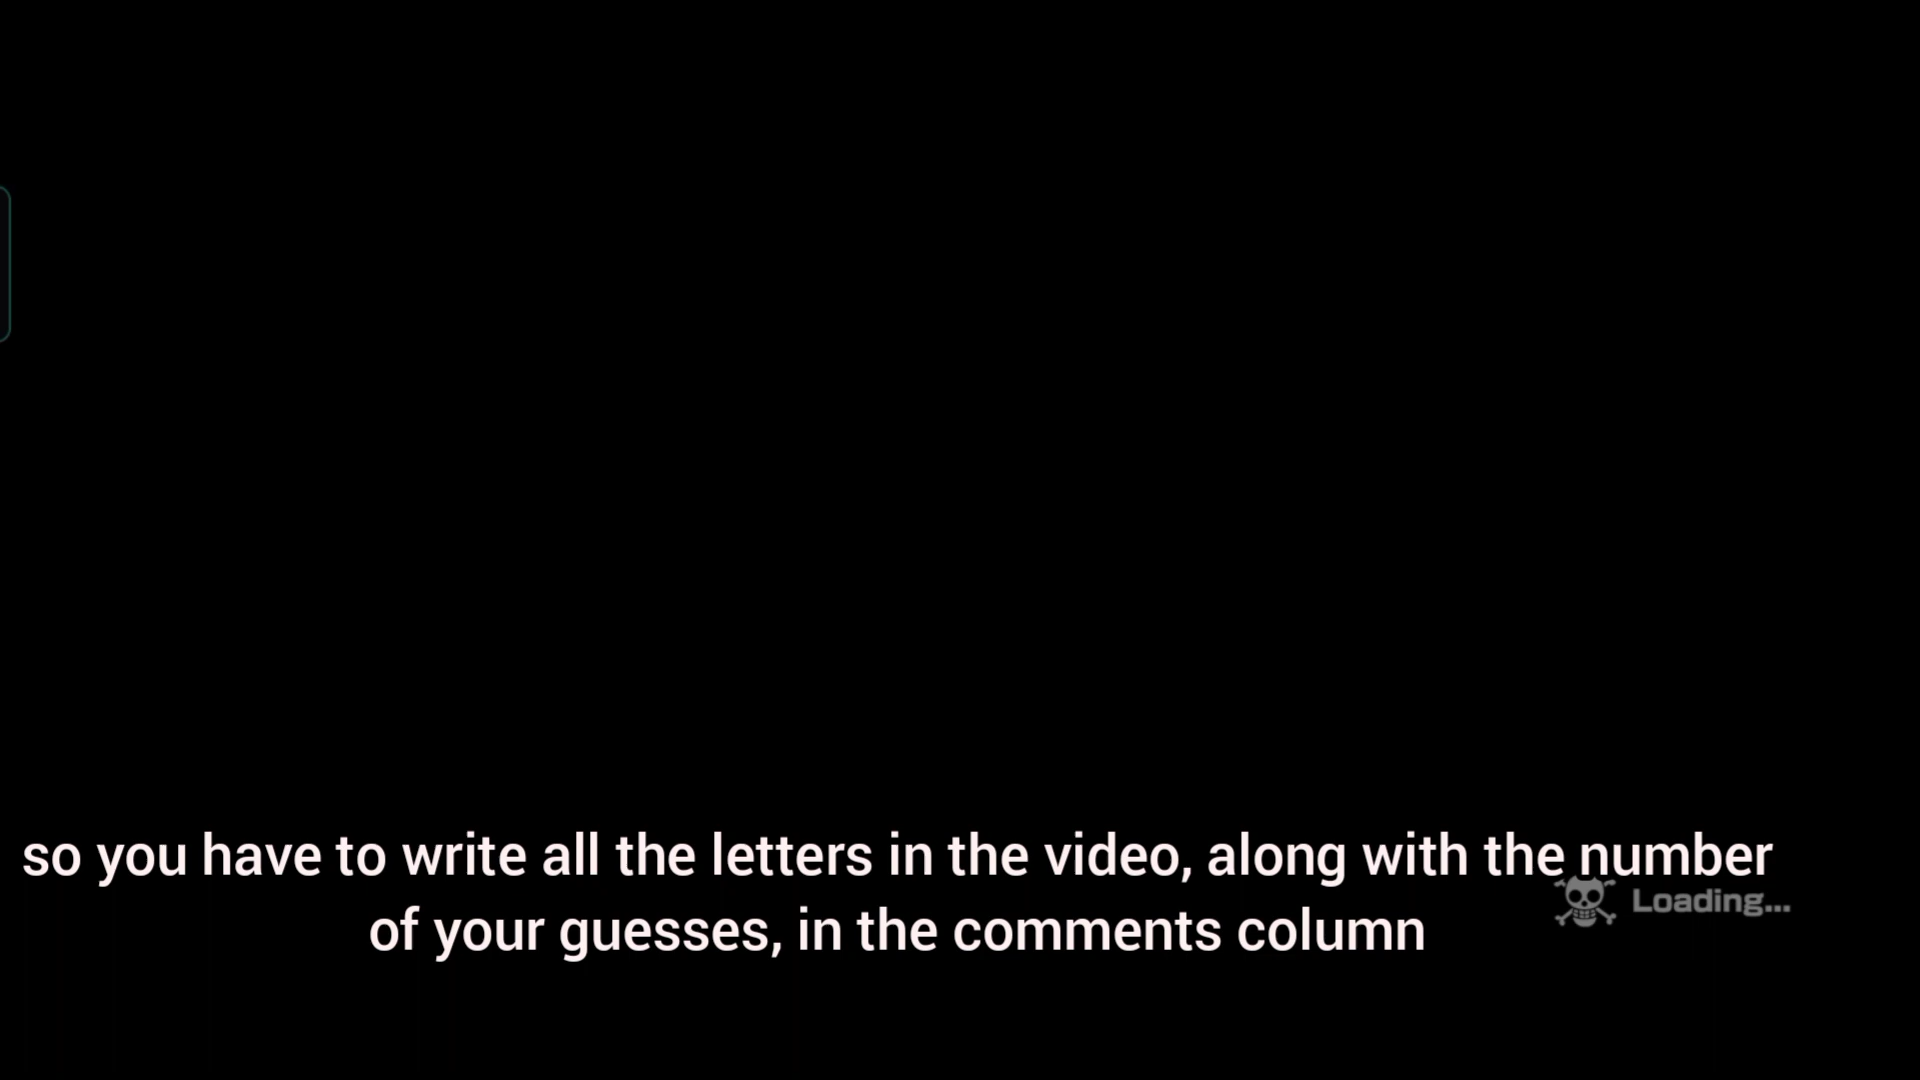 so you have to write all the letters in the video, along with the number
of your guesses, in the comments column
Loading...